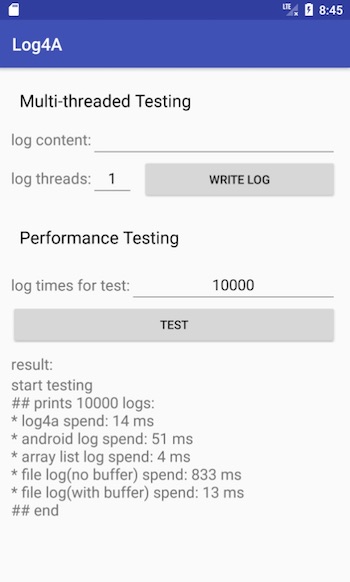 LTE 8:45
Log4A
Multi-threaded Testing
log content:
log threads: 1 WRITE LOG
Performance Testing
log times for test: 10000
TEST
result:
start testing
## prints 10000 logs:
* log4a spend: 14 ms
* android log spend: 51 ms
* array list log spend: 4 ms
* file log(no buffer) spend: 833 ms
* file log(with buffer) spend: 13 ms
## end